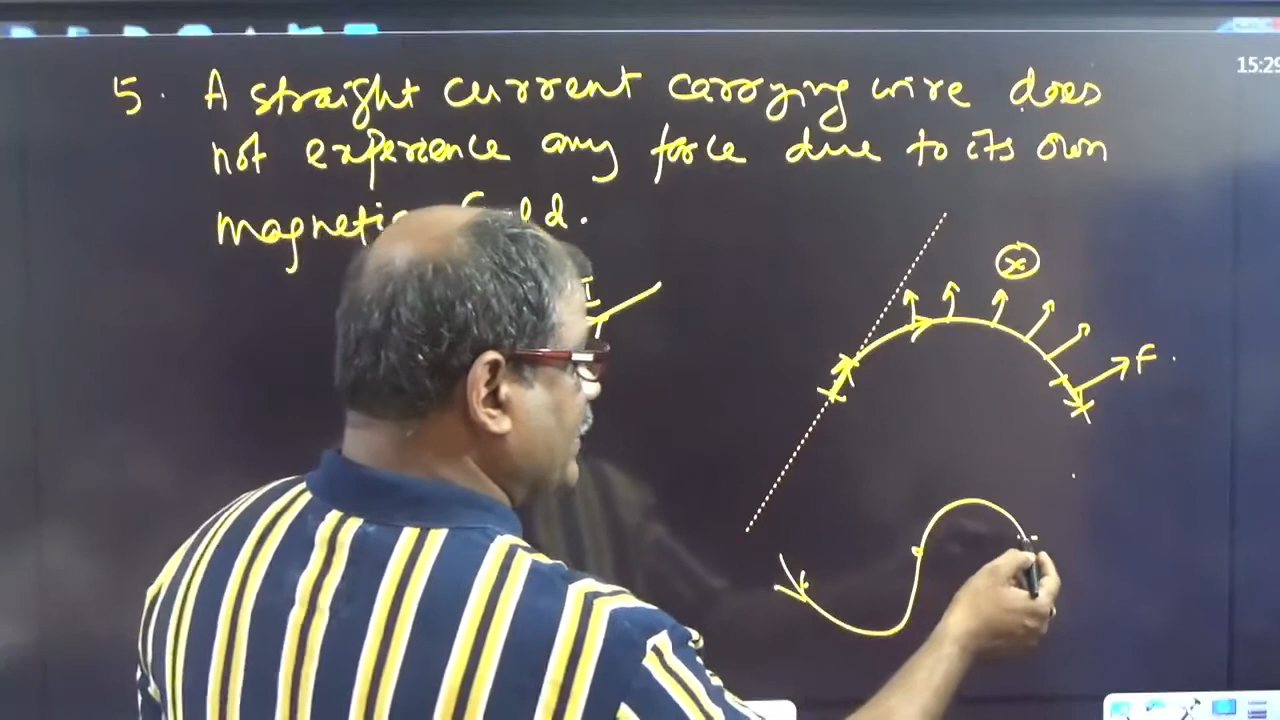 5. A straight current carrying wire does
not experience any force due to its own
magnetic
I
x
F
15:29